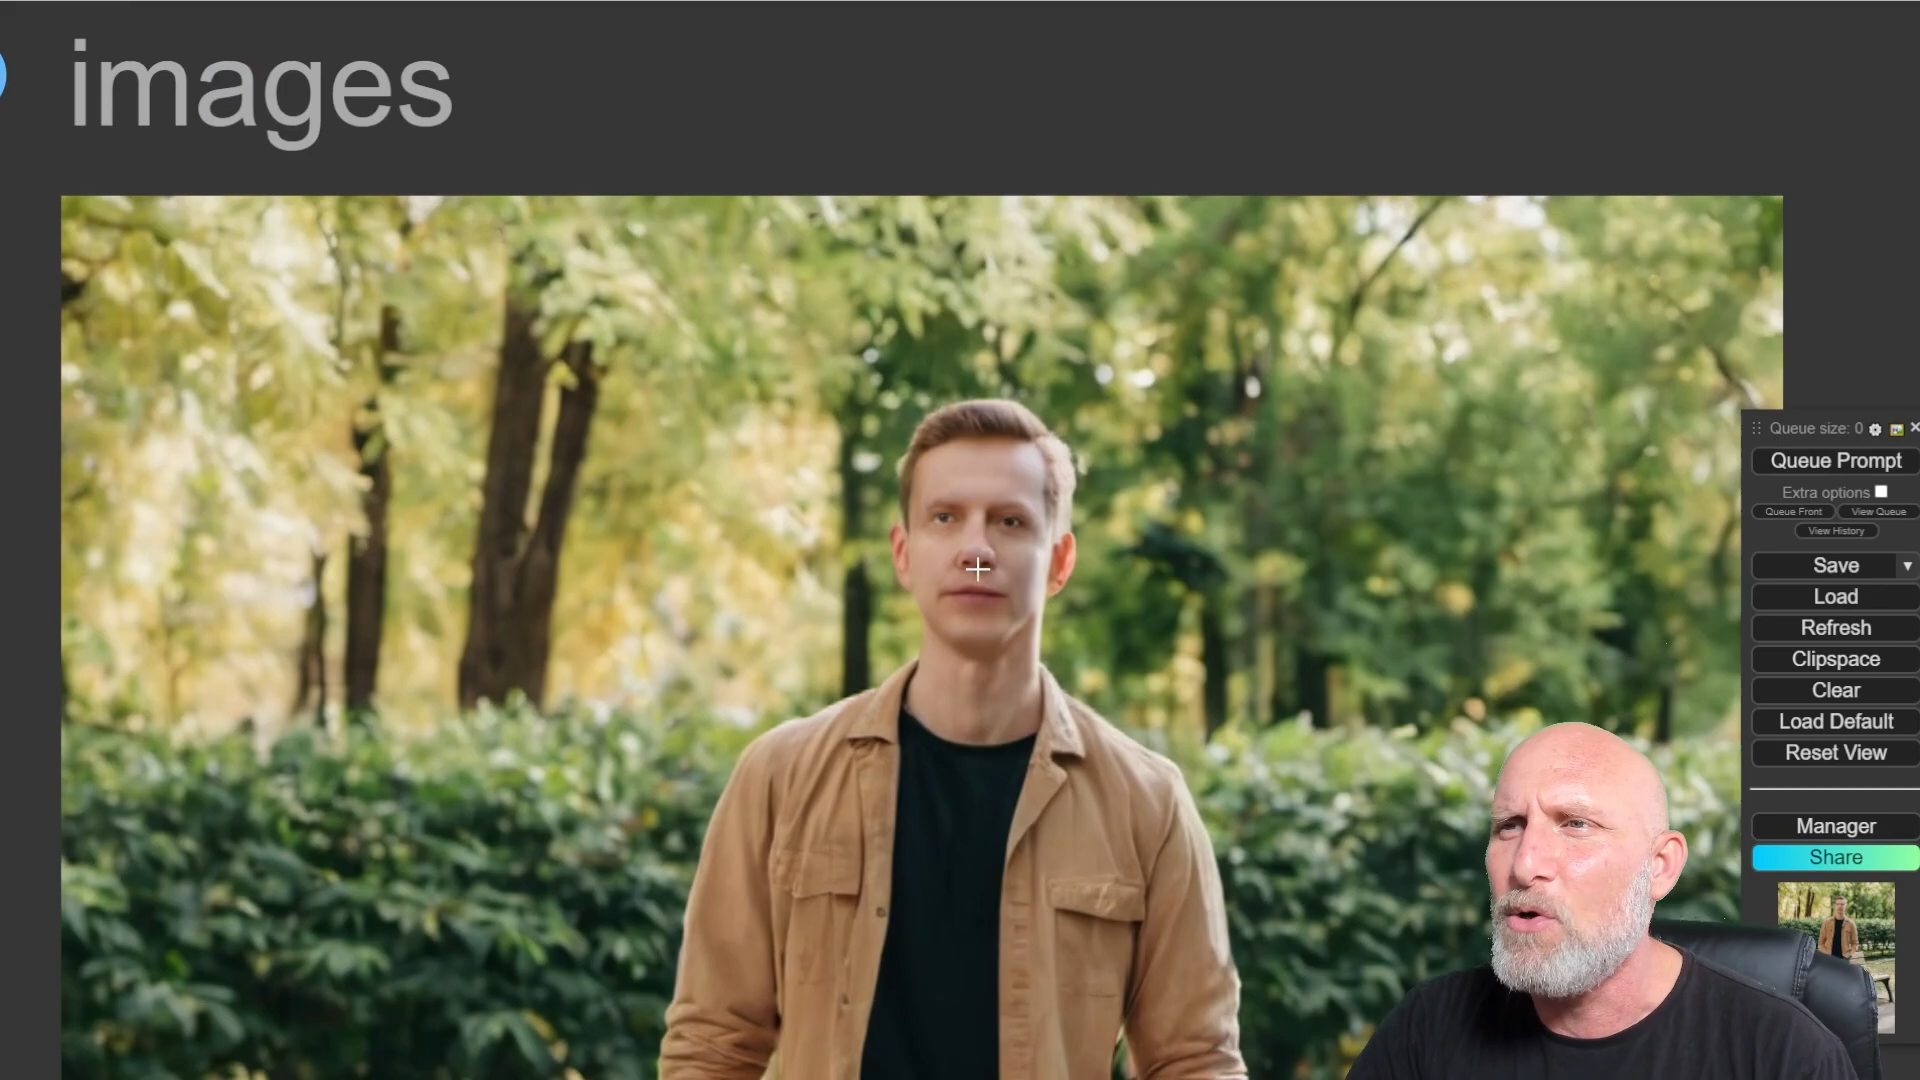 images
Queue size: 0
Queue Prompt
Extra options
Queue Front
View Queue
View History
Save
Load
Refresh
Clipspace
Clear
Load Default
Reset View
Manager
Share